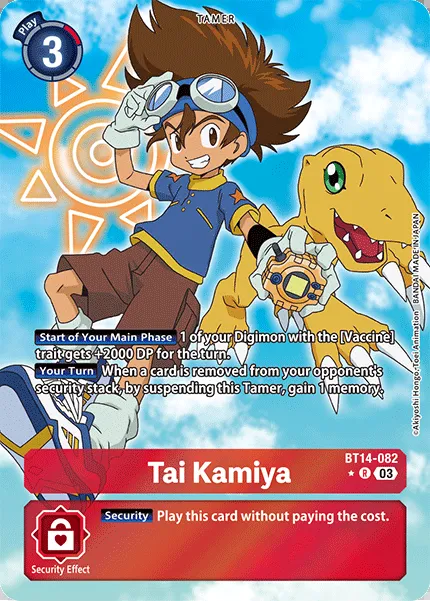 TAMER
Play
3
Start of Your Main Phase 1 of your Digimon with the [Vaccine]
trait gets +2000 DP for the turn.
Your Turn When a card is removed from your opponent's
security stack, by suspending this Tamer, gain 1 memory.
©Akiyoshi Hongo, Toei Animation BANDAI MADE IN JAPAN
BT14-082
Tai Kamiya
★ R 03
Security Play this card without paying the cost.
Security Effect